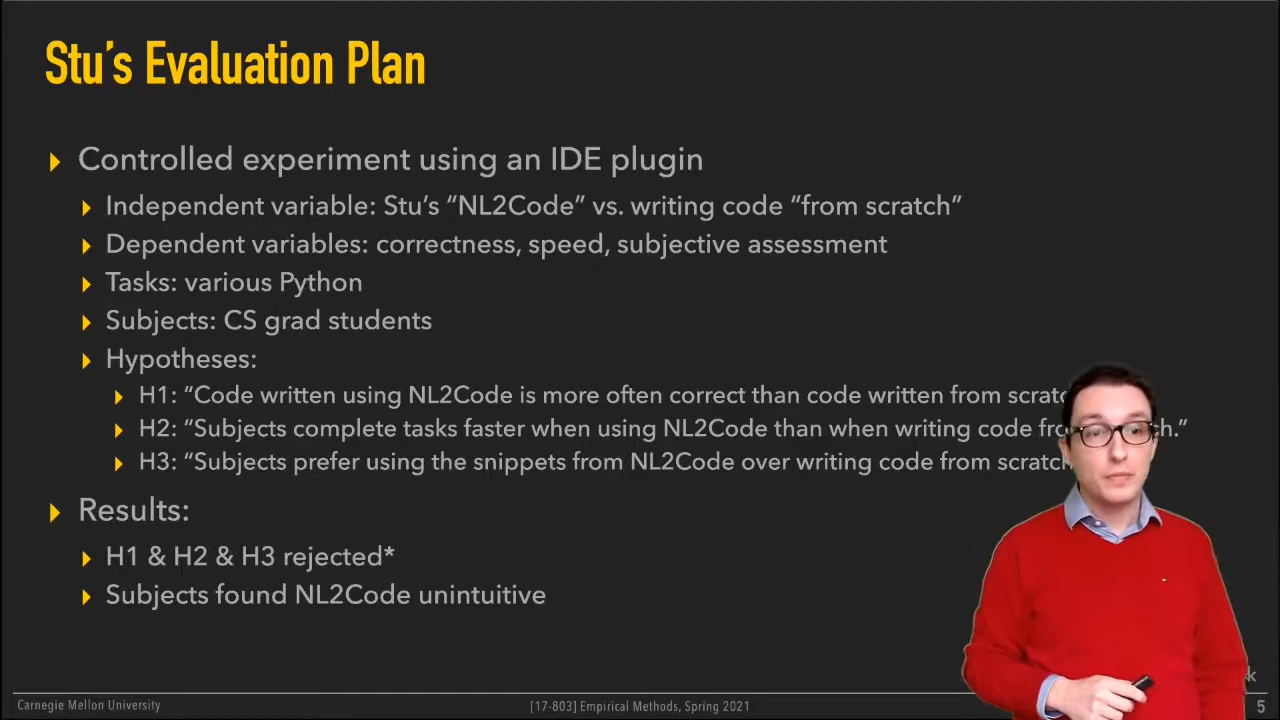 Stu's Evaluation Plan
Controlled experiment using an IDE plugin
Independent variable: Stu's “NL2Code“ vs. writing code “from scratch”
Dependent variables: correctness, speed, subjective assessment
Tasks: various Python
Subjects: CS grad students
Hypotheses:
H1: “Code written using NL2Code is more often correct than code written from
H2: “Subjects complete tasks faster when using NL2Code than when writing code
H3: “Subjects prefer using the snippets from NL2Code over writing code from
Results:
H1 & H2 & H3 rejected*
Subjects found NL2Code unintuitive
Carnegie Mellon University
[17-803] Empirical Methods, Spring 2021
5